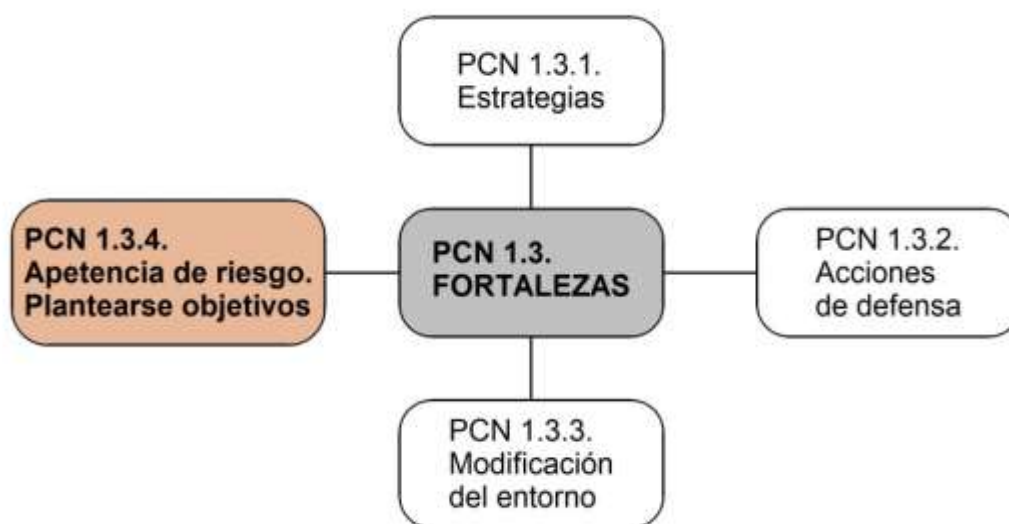 PCN 1.3.1.
Estrategias
PCN 1.3.4.
Apetencia de riesgo.
Plantearse objetivos
PCN 1.3.
FORTALEZAS
PCN 1.3.2.
Acciones
de defensa
PCN 1.3.3.
Modificación
del entorno